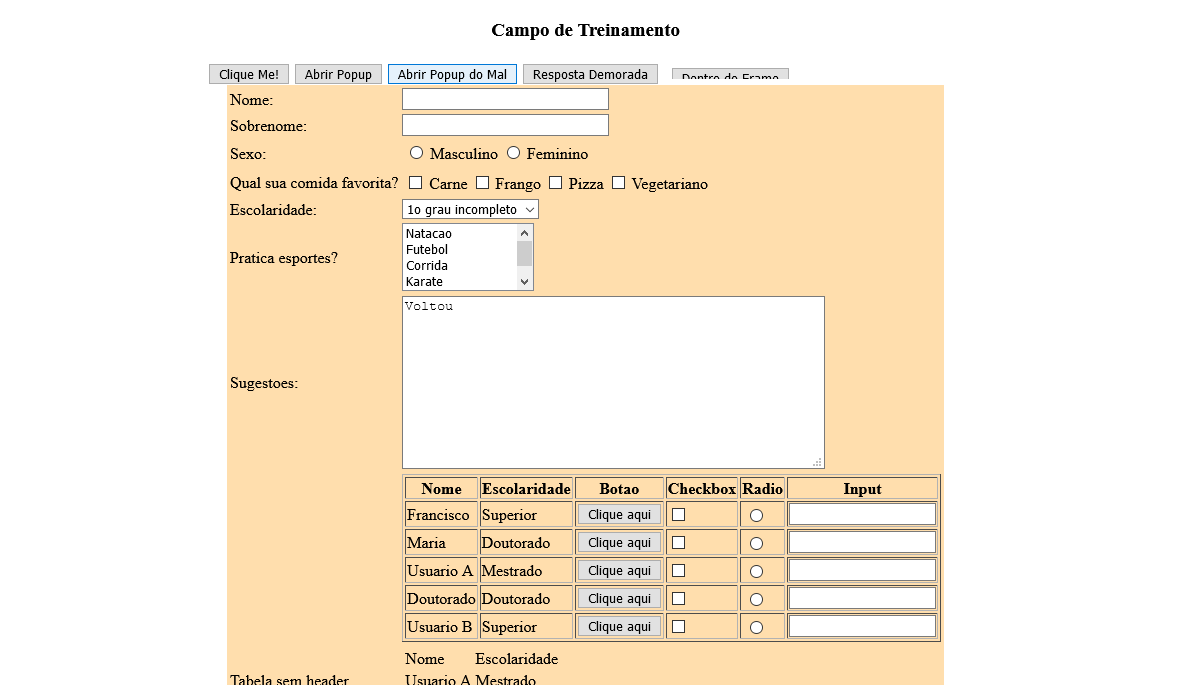 Campo de Treinamento
Clique Me! Abrir Popup Abrir Popup do Mal Resposta Demorada Dentro do Frame
Nome:
Sobrenome:
Sexo: Masculino Feminino
Qual sua comida favorita? Carne Frango Pizza Vegetariano
Escolaridade: 1o grau incompleto
Natacao
Futebol
Pratica esportes?
Corrida
Karate
Voltou
Sugestoes:
Nome Escolaridade Botao Checkbox Radio Input
Francisco Superior Clique aqui
Maria Doutorado Clique aqui
Usuario A Mestrado Clique aqui
Doutorado Doutorado Clique aqui
Usuario B Superior Clique aqui
Nome Escolaridade
Tabela sem header Usuario A Mestrado